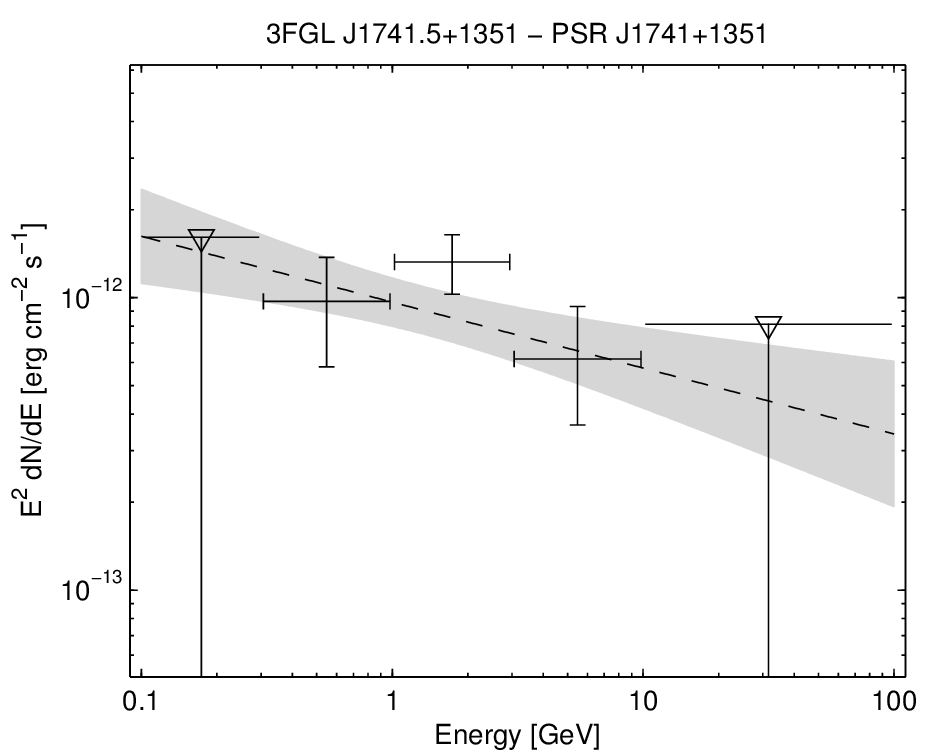 3FGL J1741.5+1351 − PSR J1741+1351
E² dN/dE [erg cm⁻² s⁻¹]
10⁻¹²
10⁻¹³
0.1 1 10 100
Energy [GeV]